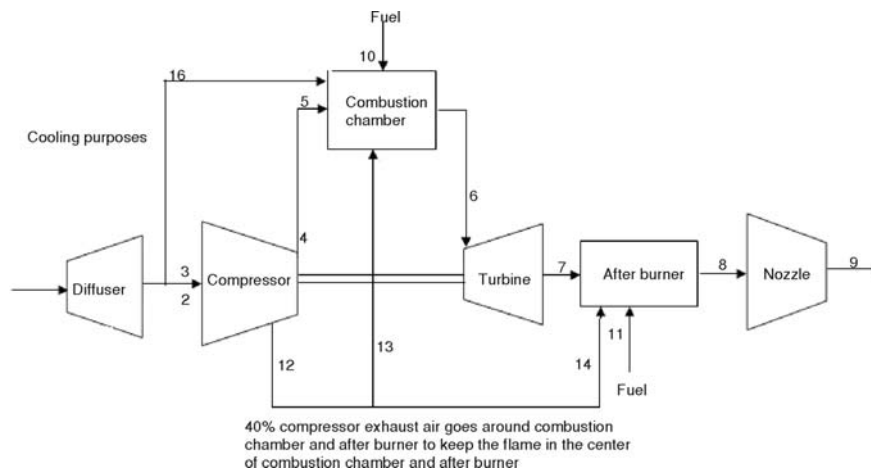 Fuel
10
16
5
Combustion
chamber
Cooling purposes
6
4
3
2
Diffuser
Compressor
Turbine
7
After burner
8
Nozzle
9
12
13
14
11
Fuel
40% compressor exhaust air goes around combustion
chamber and after burner to keep the flame in the center
of combustion chamber and after burner